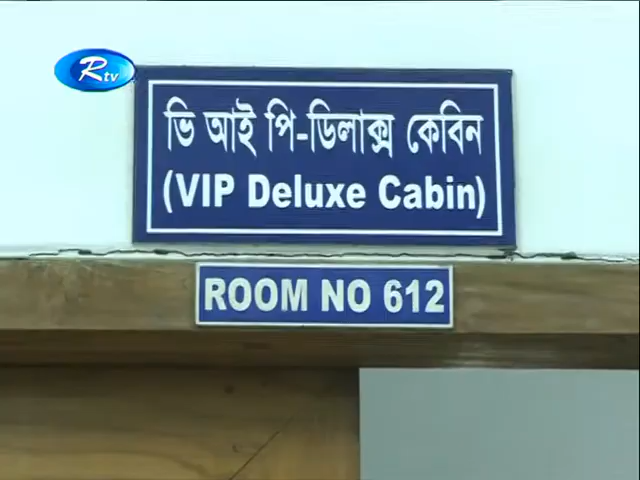 Rtv
ভি আই পি-ডিলাক্স কেবিন
(VIP Deluxe Cabin)
ROOM NO 612